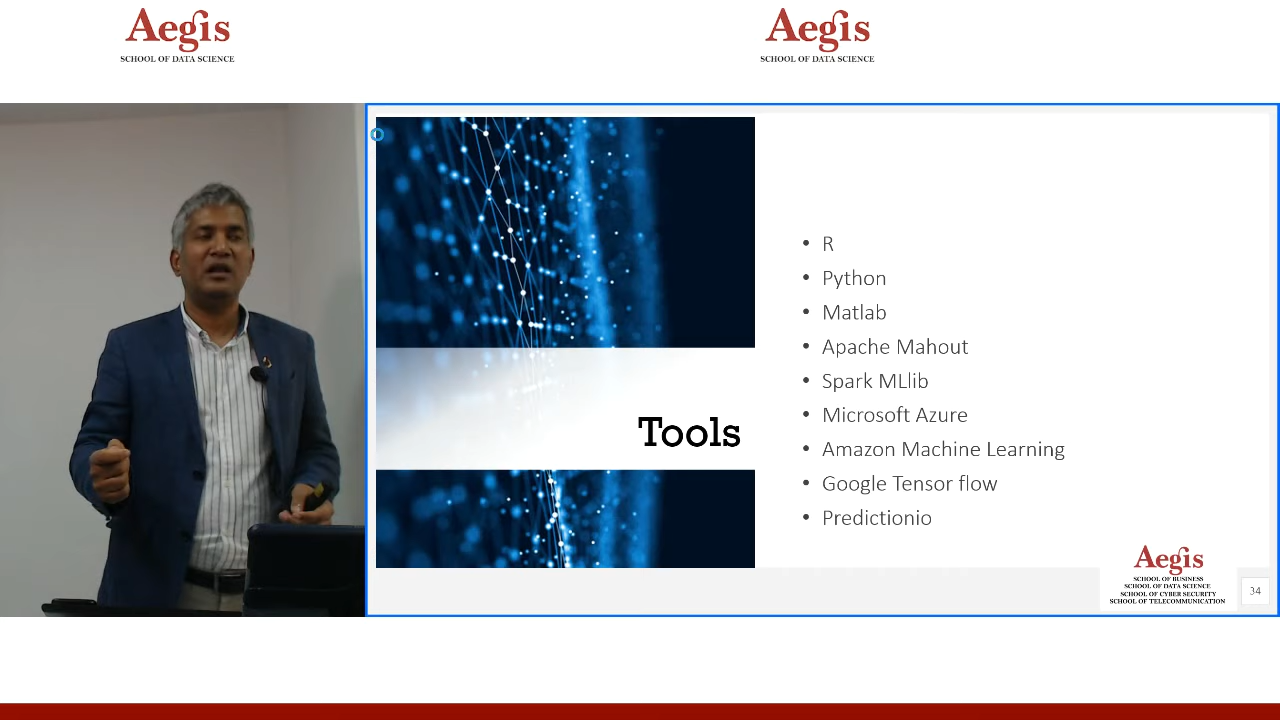 Aegis
SCHOOL OF DATA SCIENCE
Aegis
SCHOOL OF DATA SCIENCE
Tools
• R
• Python
• Matlab
• Apache Mahout
• Spark MLlib
• Microsoft Azure
• Amazon Machine Learning
• Google Tensor flow
• Predictionio
Aegis
SCHOOL OF BUSINESS
SCHOOL OF DATA SCIENCE
SCHOOL OF CYBER SECURITY
SCHOOL OF TELECOMMUNICATION
34